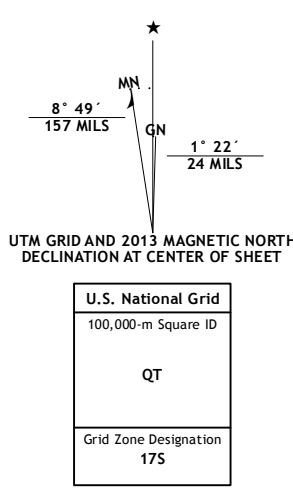 MN
8° 49´
157 MILS
GN
1° 22´
24 MILS
UTM GRID AND 2013 MAGNETIC NORTH
DECLINATION AT CENTER OF SHEET
U.S. National Grid
100,000-m Square ID
QT
Grid Zone Designation
17S